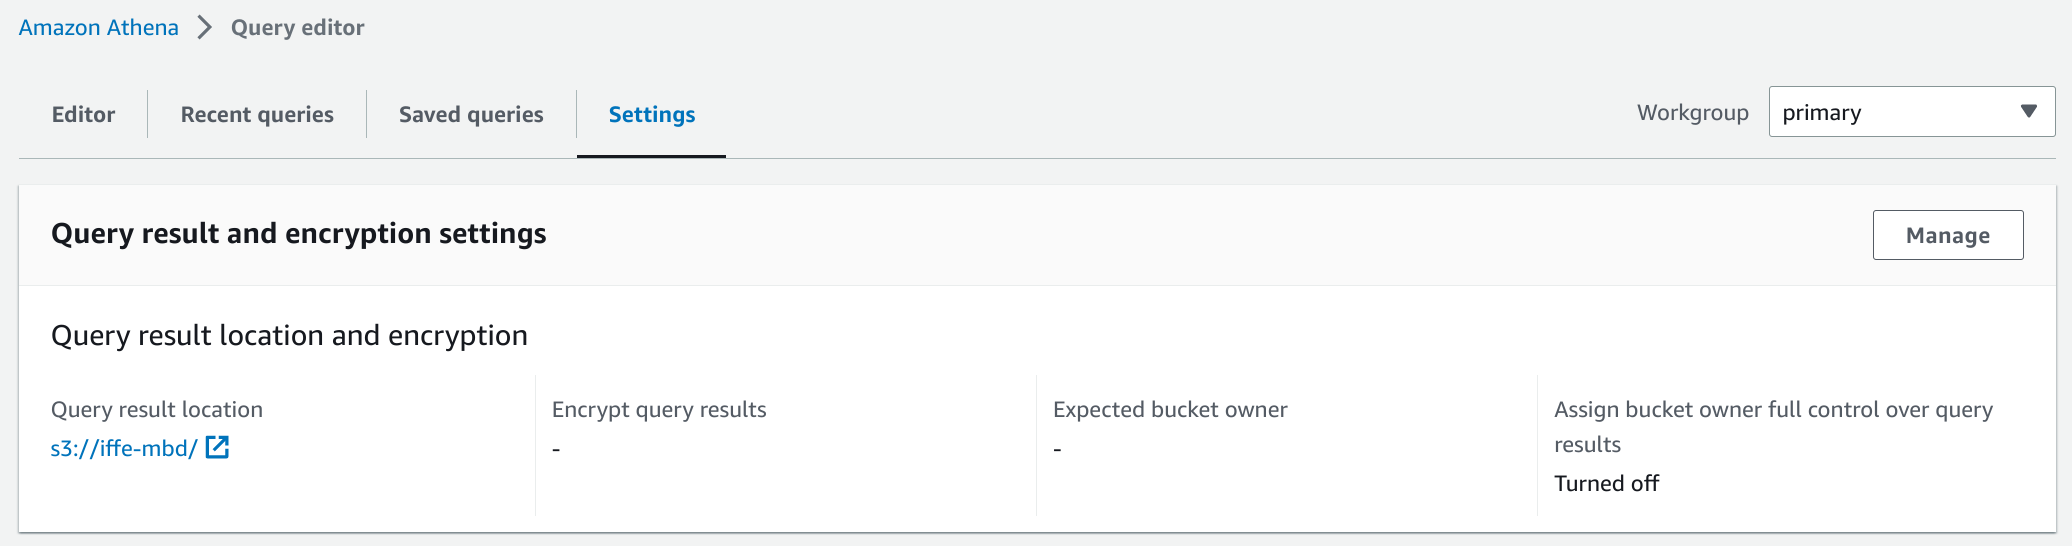 Amazon Athena > Query editor
Editor Recent queries Saved queries Settings Workgroup primary
Query result and encryption settings Manage
Query result location and encryption
Query result location
s3://iffe-mbd/
Encrypt query results
-
Expected bucket owner
-
Assign bucket owner full control over query
results
Turned off